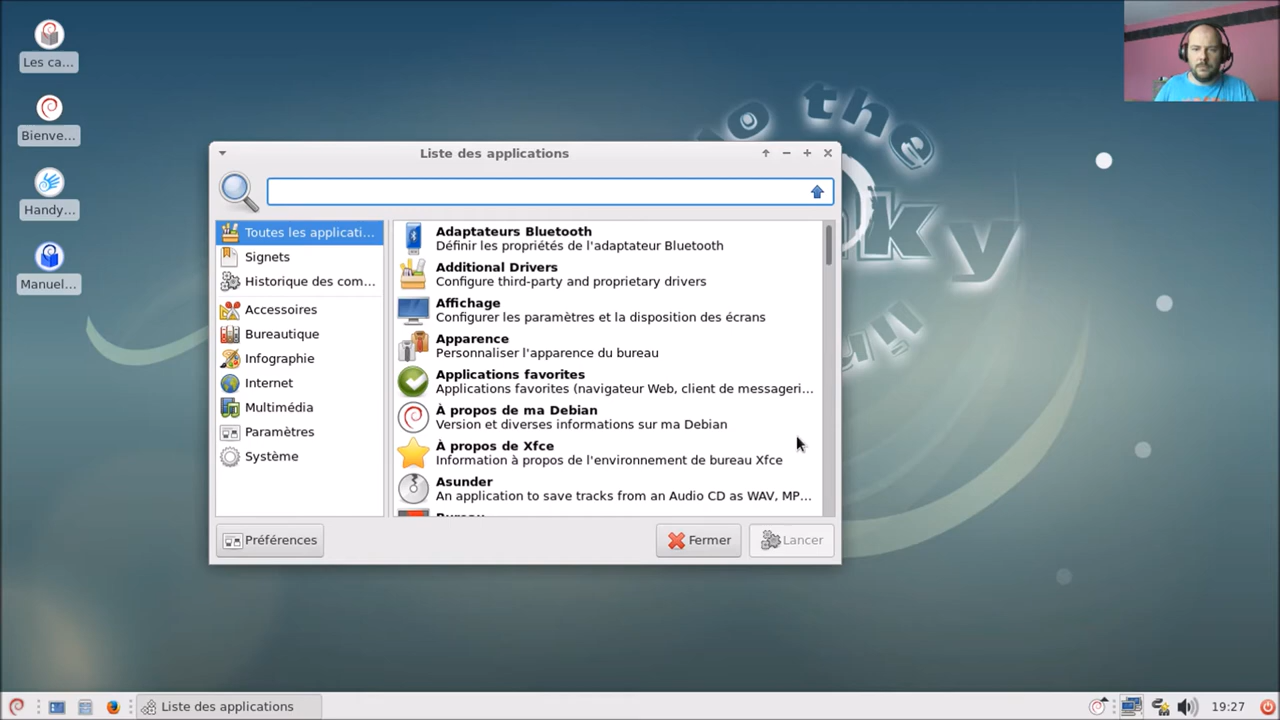 Les ca...
Bienve...
Handy...
Manuel...
to the
nky
Liste des applications
Toutes les applicati...
Signets
Historique des com...
Accessoires
Bureautique
Infographie
Internet
Multimédia
Paramètres
Système
Adaptateurs Bluetooth
Définir les propriétés de l'adaptateur Bluetooth
Additional Drivers
Configure third-party and proprietary drivers
Affichage
Configurer les paramètres et la disposition des écrans
Apparence
Personnaliser l'apparence du bureau
Applications favorites
Applications favorites (navigateur Web, client de messageri...
À propos de ma Debian
Version et diverses informations sur ma Debian
À propos de Xfce
Information à propos de l'environnement de bureau Xfce
Asunder
An application to save tracks from an Audio CD as WAV, MP...
Préférences
Fermer
Lancer
Liste des applications
19:27